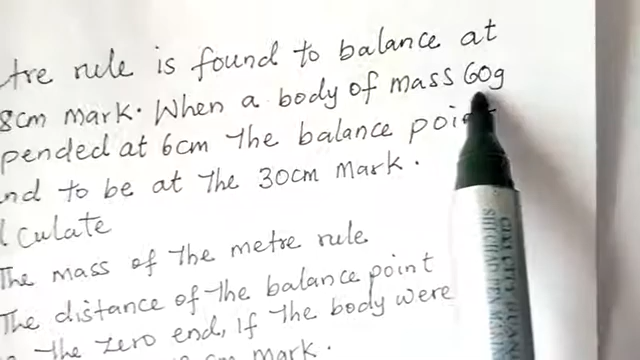 tre rule is found to balance at
8cm mark. When a body of mass 60g
pended at 6cm the balance poi
nd to be at the 30cm mark.
lculate
The mass of the metre rule
The distance of the balance point
the zero end, If the body were
cm mark.